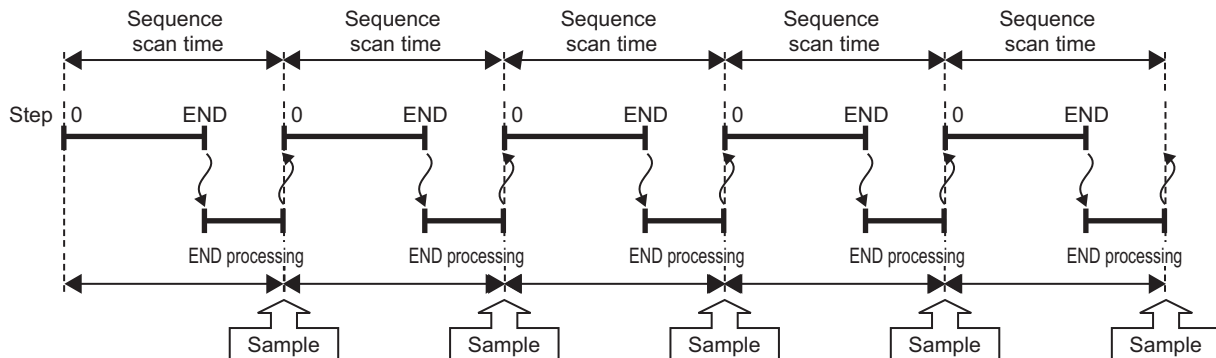 Sequence scan time Sequence scan time Sequence scan time Sequence scan time Sequence scan time
Step 0 END 0 END 0 END 0 END 0 END
END processing END processing END processing END processing END processing
Sample Sample Sample Sample Sample